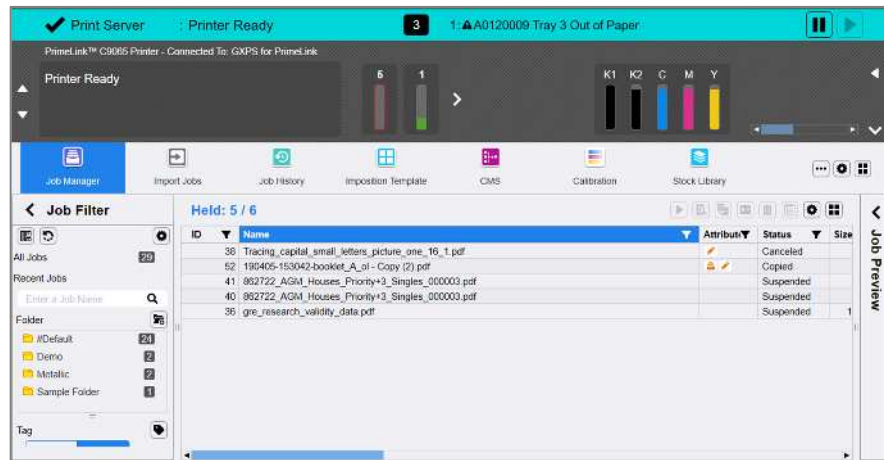 Print Server : Printer Ready 3 1: A0120009 Tray 3 Out of Paper
PrimeLink™ C9065 Printer - Connected To: GXPS for PrimeLink
Printer Ready
5 1 K1 K2 C M Y
Job Manager Import Jobs Job History Imposition Template CMS Calibration Stock Library
Job Filter
Held: 5 / 6
ID Name Attribut Status Size
All Jobs 29
Recent Jobs
Enter a Job Name
Folder
//Default 24
Demo 2
Metallic 2
Sample Folder 1
Tag
38 Tracing_capital_small_letters_picture_one_16_1.pdf Canceled
52 190405-153042-booklet_A_ol - Copy (2).pdf Copied
41 862722_AGM_Houses_Priority+3_Singles_000003.pdf Suspended
40 862722_AGM_Houses_Priority+3_Singles_000003.pdf Suspended
36 gre_research_validity_data.pdf Suspended 1
Job Preview